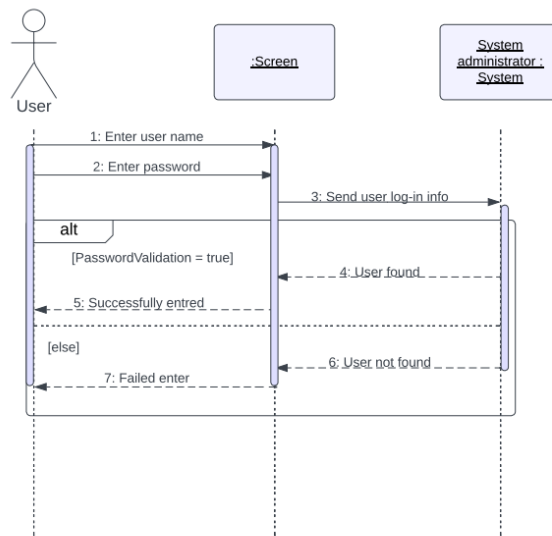 User
:Screen
System
administrator :
System
1: Enter user name
2: Enter password
3: Send user log-in info
alt
[PasswordValidation = true]
4: User found
5: Successfully entred
[else]
6: User not found
7: Failed enter